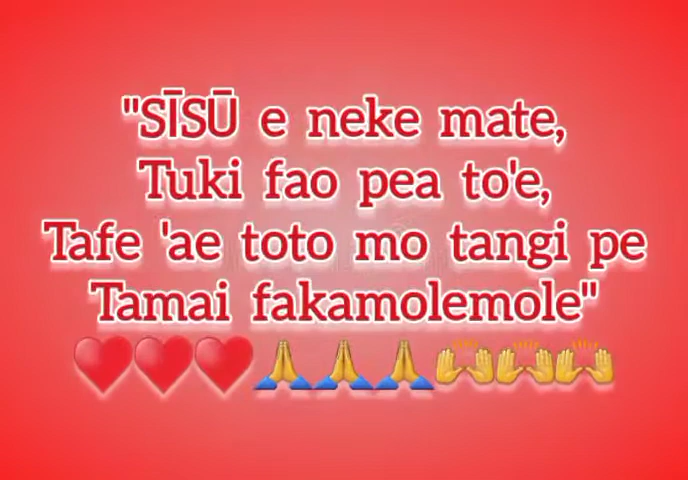 "SĪSŪ e neke mate,
Tuki fao pea to'e,
Tafe 'ae toto mo tangi pe
Tamai fakamolemole"
❤️❤️❤️🙏🙏🙏👐👐👐